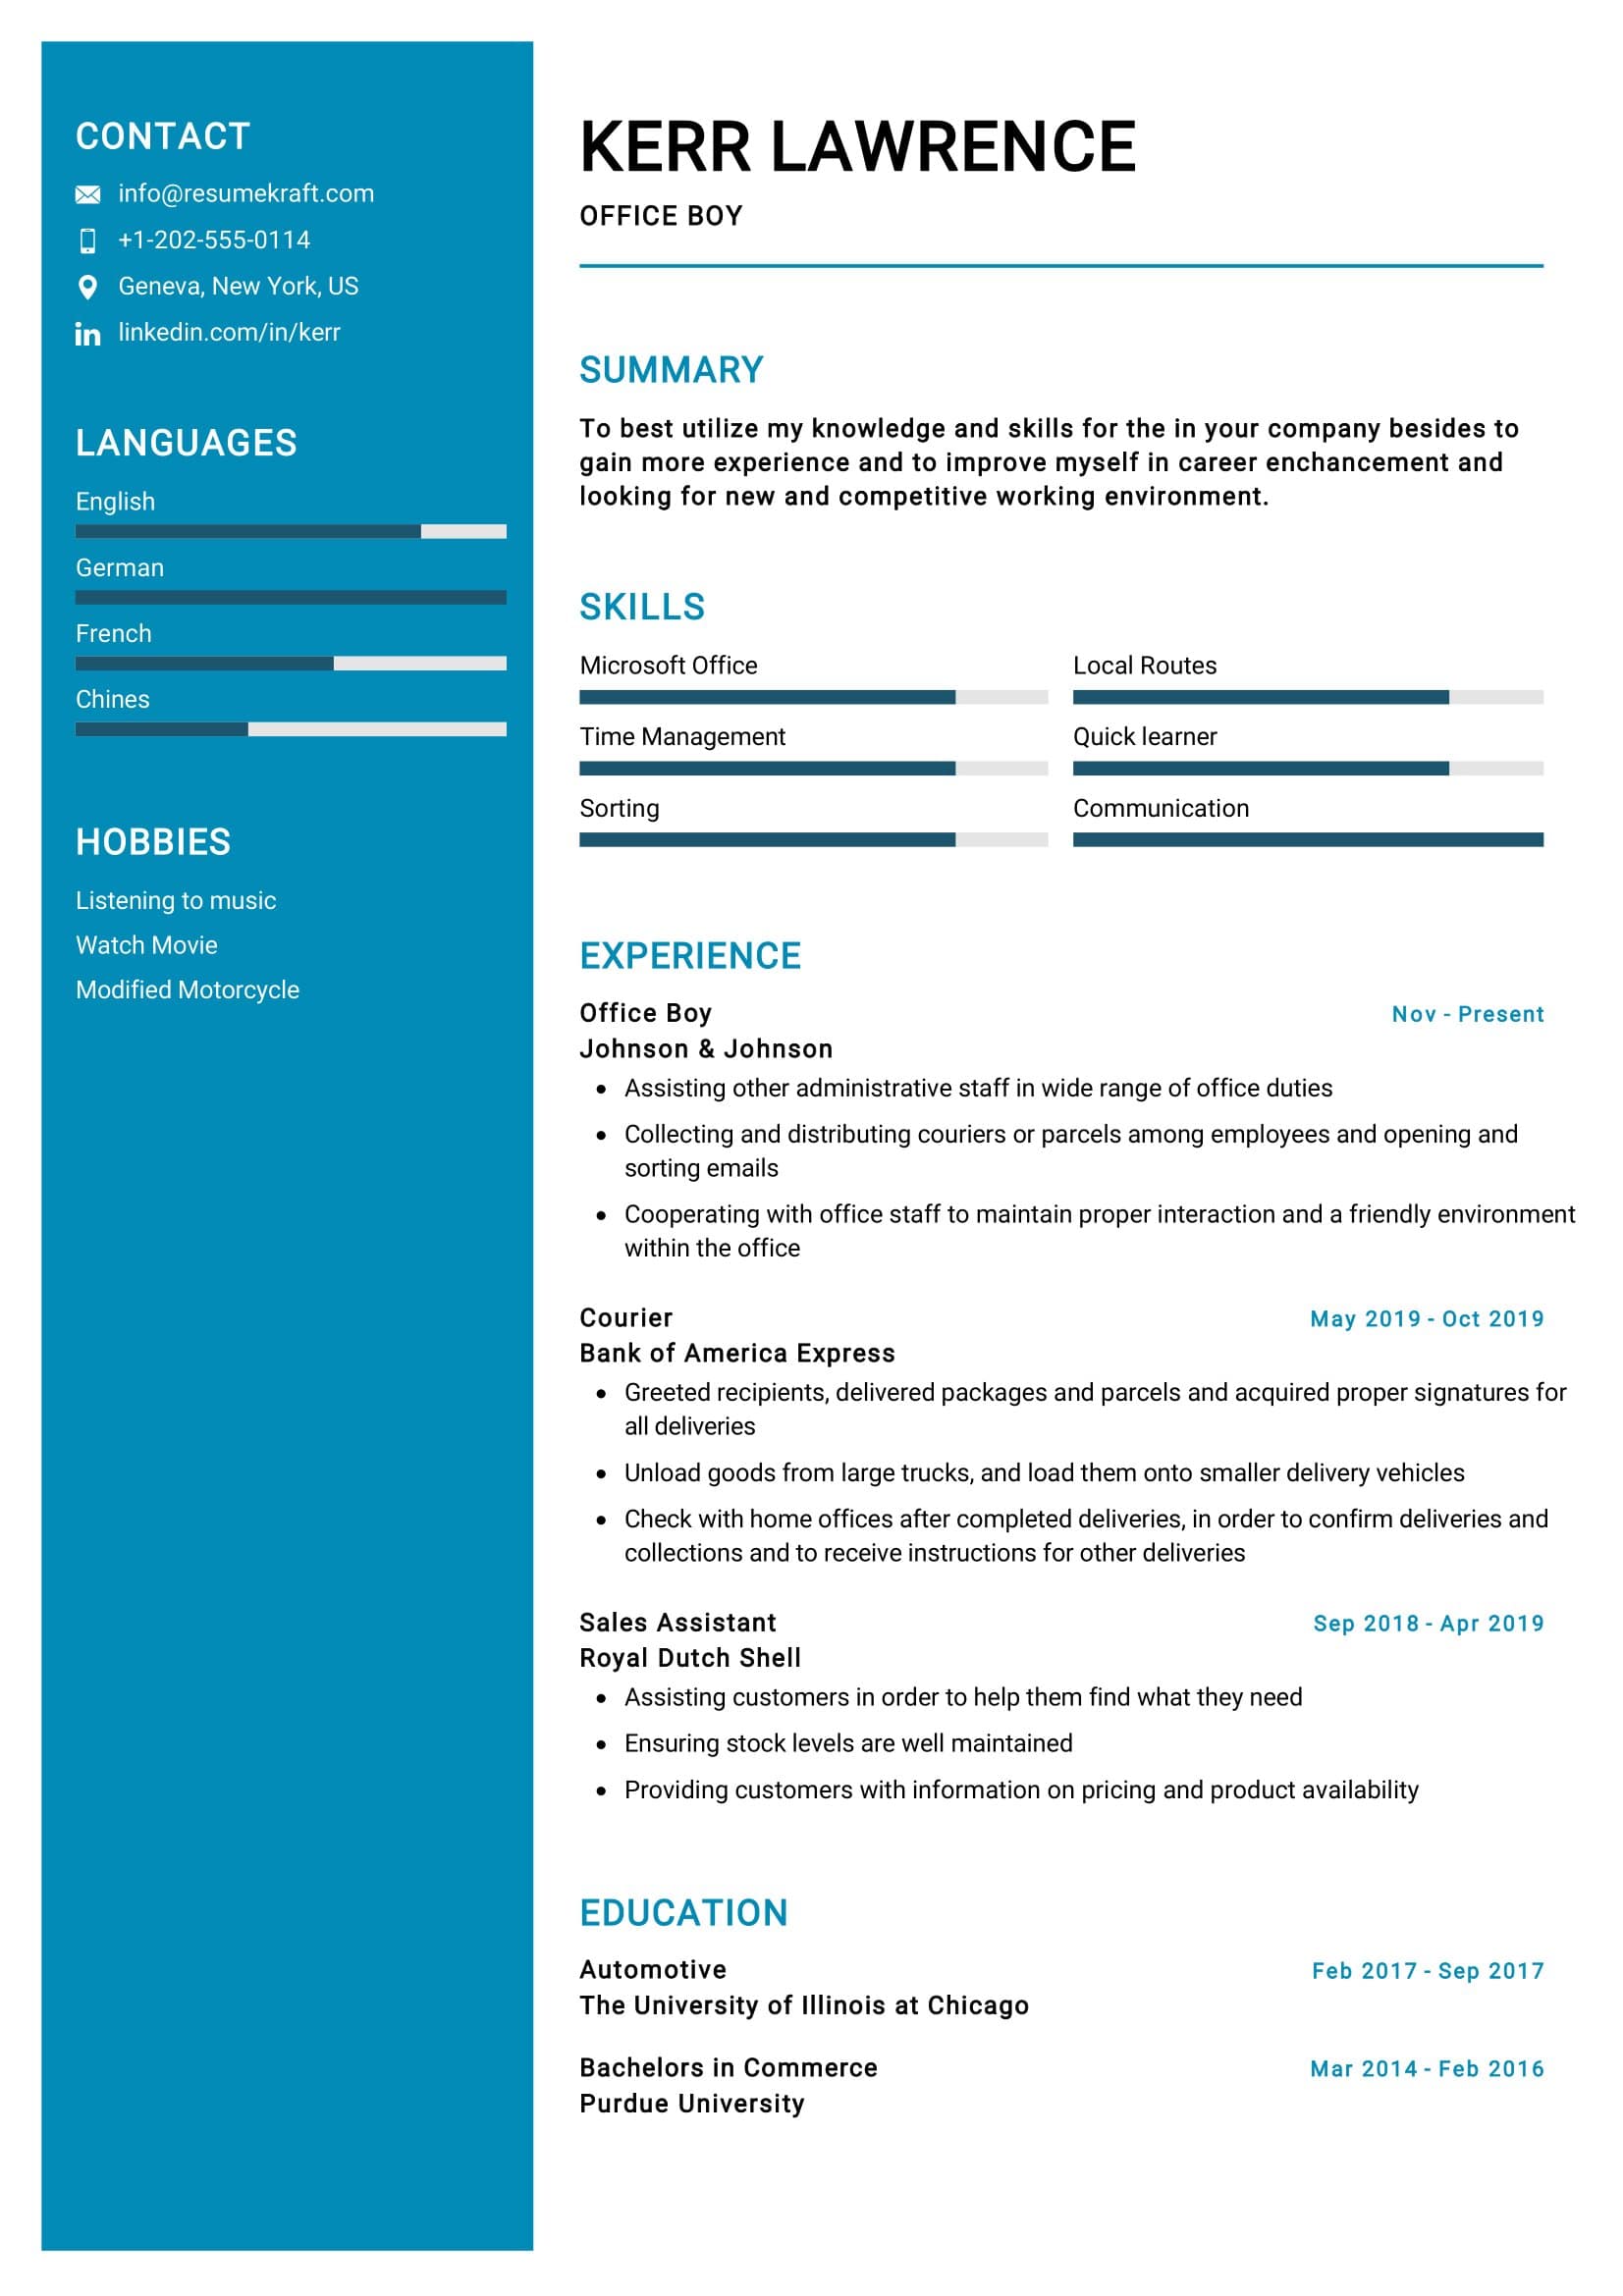 CONTACT
info@resumekraft.com
+1-202-555-0114
Geneva, New York, US
linkedin.com/in/kerr
LANGUAGES
English
German
French
Chines
HOBBIES
Listening to music
Watch Movie
Modified Motorcycle
KERR LAWRENCE
OFFICE BOY
SUMMARY
To best utilize my knowledge and skills for the in your company besides to
gain more experience and to improve myself in career enchancement and
looking for new and competitive working environment.
SKILLS
Microsoft Office
Local Routes
Time Management
Quick learner
Sorting
Communication
EXPERIENCE
Office Boy
Nov - Present
Johnson & Johnson
• Assisting other administrative staff in wide range of office duties
• Collecting and distributing couriers or parcels among employees and opening and
sorting emails
• Cooperating with office staff to maintain proper interaction and a friendly environment
within the office
Courier
May 2019 - Oct 2019
Bank of America Express
• Greeted recipients, delivered packages and parcels and acquired proper signatures for
all deliveries
• Unload goods from large trucks, and load them onto smaller delivery vehicles
• Check with home offices after completed deliveries, in order to confirm deliveries and
collections and to receive instructions for other deliveries
Sales Assistant
Sep 2018 - Apr 2019
Royal Dutch Shell
• Assisting customers in order to help them find what they need
• Ensuring stock levels are well maintained
• Providing customers with information on pricing and product availability
EDUCATION
Automotive
Feb 2017 - Sep 2017
The University of Illinois at Chicago
Bachelors in Commerce
Mar 2014 - Feb 2016
Purdue University